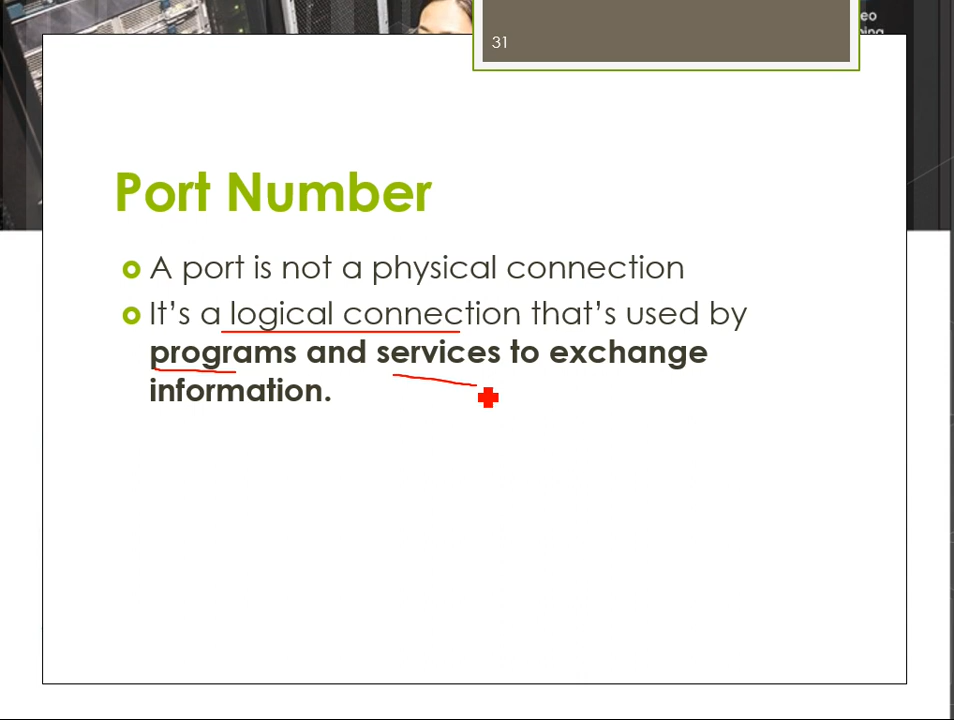 31
Port Number
A port is not a physical connection
It's a logical connection that's used by
programs and services to exchange
information.